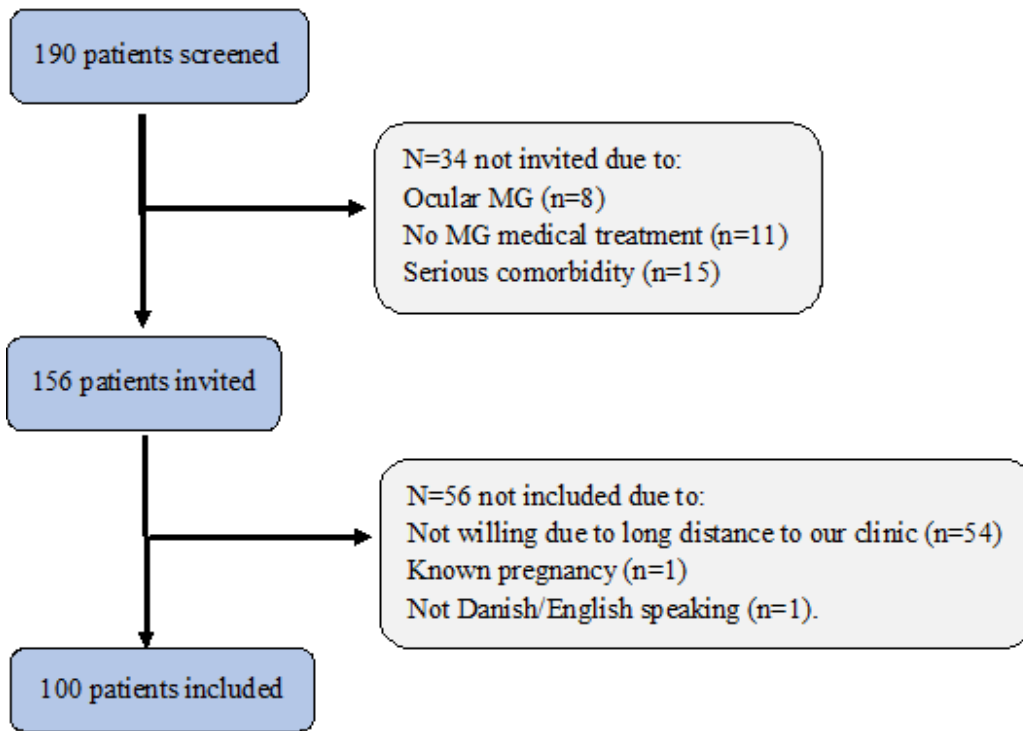 190 patients screened
N=34 not invited due to:
Ocular MG (n=8)
No MG medical treatment (n=11)
Serious comorbidity (n=15)
156 patients invited
N=56 not included due to:
Not willing due to long distance to our clinic (n=54)
Known pregnancy (n=1)
Not Danish/English speaking (n=1).
100 patients included